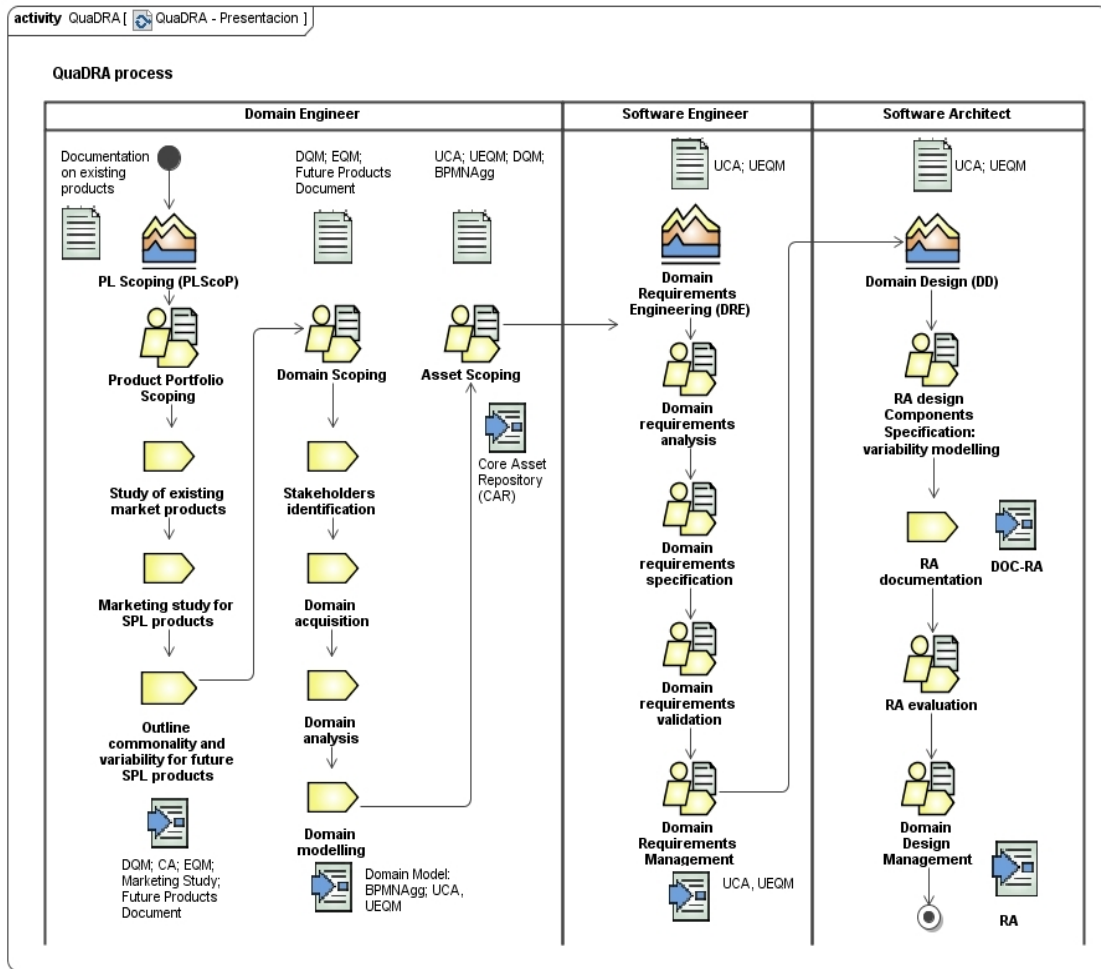 activity QuaDRA [ QuaDRA - Presentacion ]
QuaDRA process
Domain Engineer
Documentation
on existing
products
PL Scoping (PLScoP)
Product Portfolio
Scoping
Study of existing
market products
Marketing study for
SPL products
Outline
commonality and
variability for future
SPL products
DQM; CA; EQM;
Marketing Study;
Future Products
Document
DQM; EQM;
Future Products
Document
Domain Scoping
Stakeholders
identification
Domain
acquisition
Domain
analysis
Domain
modelling
Domain Model:
BPMNAgg; UCA,
UEQM
UCA; UEQM; DQM;
BPMNAgg
Asset Scoping
Core Asset
Repository
(CAR)
Software Engineer
UCA; UEQM
Domain
Requirements
Engineering (DRE)
Domain
requirements
analysis
Domain
requirements
specification
Domain
requirements
validation
Domain
Requirements
Management
UCA, UEQM
Software Architect
UCA; UEQM
Domain Design (DD)
RA design
Components
Specification:
variability modelling
RA
documentation
DOC-RA
RA evaluation
Domain
Design
Management
RA